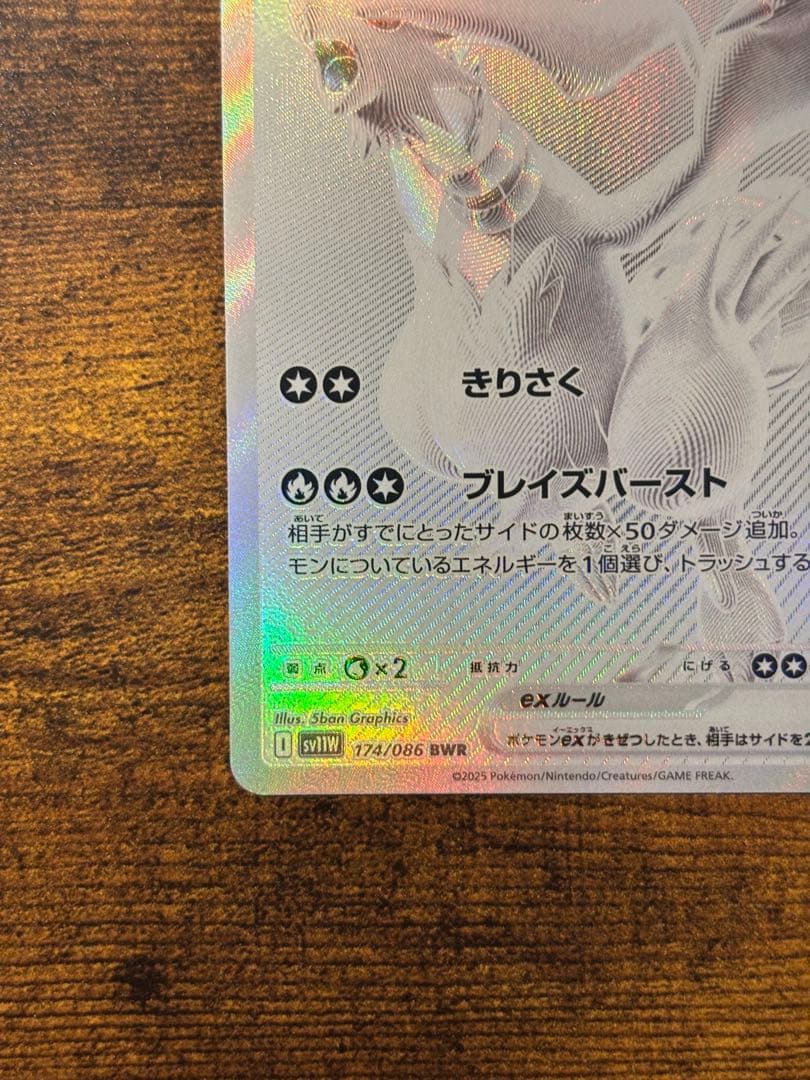 きりさく
ブレイズバースト
相手がすでにとったサイドの枚数×50ダメージ追加。
モンについているエネルギーを1個選び、トラッシュする
弱点 ×2 抵抗力 にげる
exルール
Illus. 5ban Graphics
ポケモンexがきぜつしたとき、相手はサイドを2
I SV11W 174/086 BWR
©2025 Pokémon/Nintendo/Creatures/GAME FREAK.